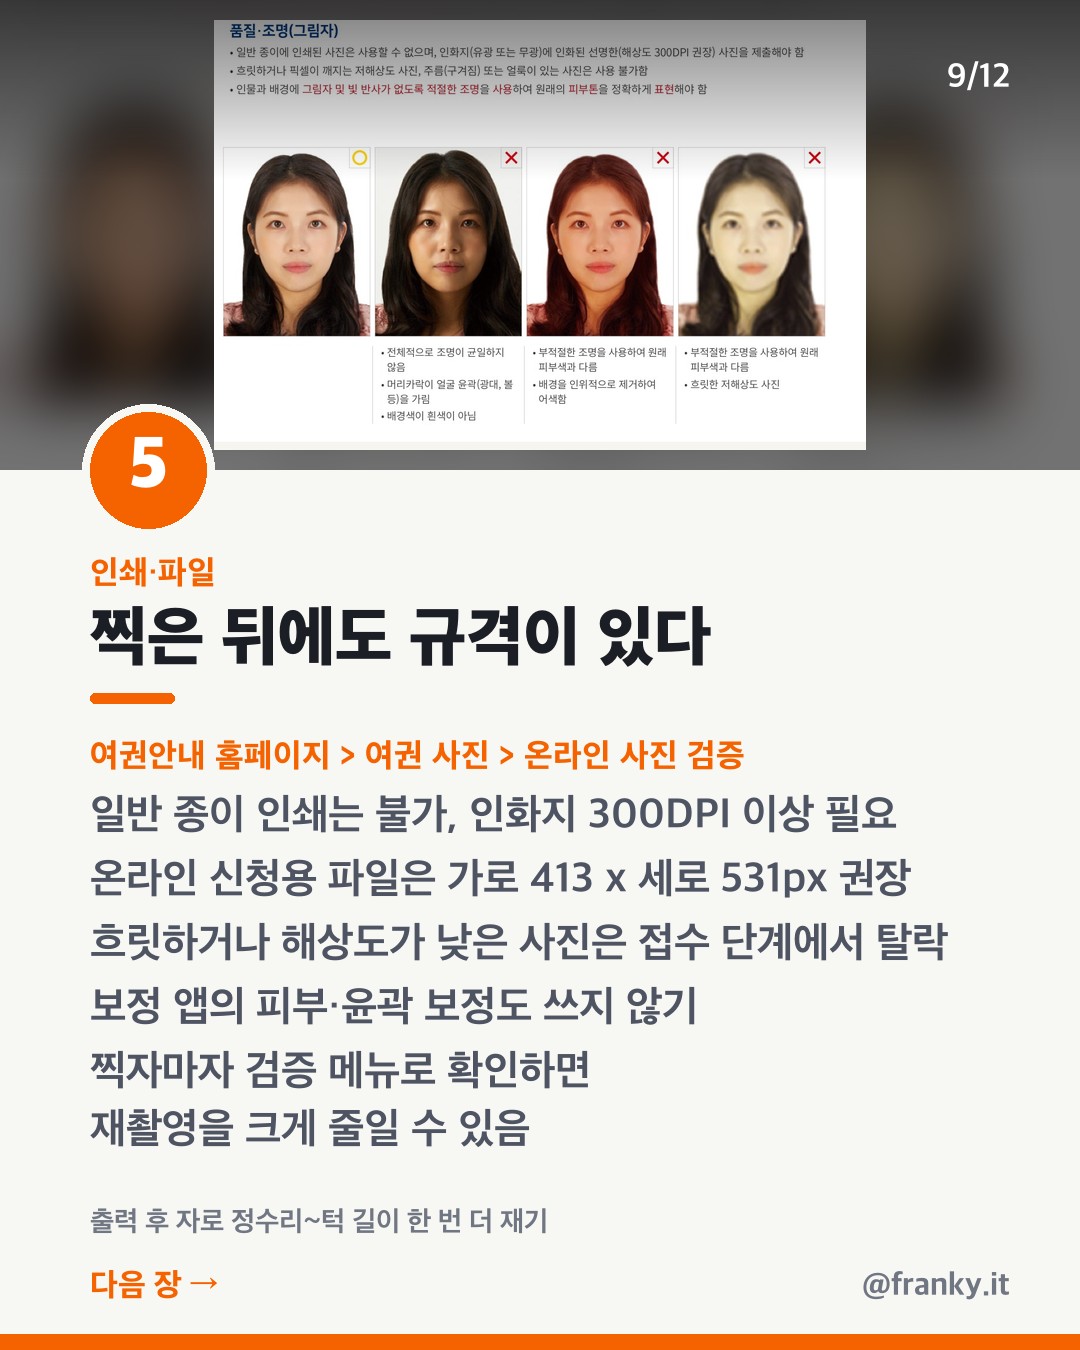 품질·조명(그림자)
• 일반 종이에 인쇄된 사진은 사용할 수 없으며, 인화지(유광 또는 무광)에 인화된 선명한(해상도 300DPI 권장) 사진을 제출해야 함
• 흐릿하거나 픽셀이 깨지는 저해상도 사진, 주름(구겨짐) 또는 얼룩이 있는 사진은 사용 불가함
• 인물과 배경에 그림자 및 빛 반사가 없도록 적절한 조명을 사용하여 원래의 피부톤을 정확하게 표현해야 함
9/12
• 전체적으로 조명이 균일하지
않음
• 머리카락이 얼굴 윤곽(광대, 볼
등)을 가림
• 배경색이 흰색이 아님
• 부적절한 조명을 사용하여 원래
피부색과 다름
• 배경을 인위적으로 제거하여
어색함
• 부적절한 조명을 사용하여 원래
피부색과 다름
• 흐릿한 저해상도 사진
5
인쇄·파일
찍은 뒤에도 규격이 있다
여권안내 홈페이지 > 여권 사진 > 온라인 사진 검증
일반 종이 인쇄는 불가, 인화지 300DPI 이상 필요
온라인 신청용 파일은 가로 413 x 세로 531px 권장
흐릿하거나 해상도가 낮은 사진은 접수 단계에서 탈락
보정 앱의 피부·윤곽 보정도 쓰지 않기
찍자마자 검증 메뉴로 확인하면
재촬영을 크게 줄일 수 있음
출력 후 자로 정수리~턱 길이 한 번 더 재기
다음 장 →
@franky.it